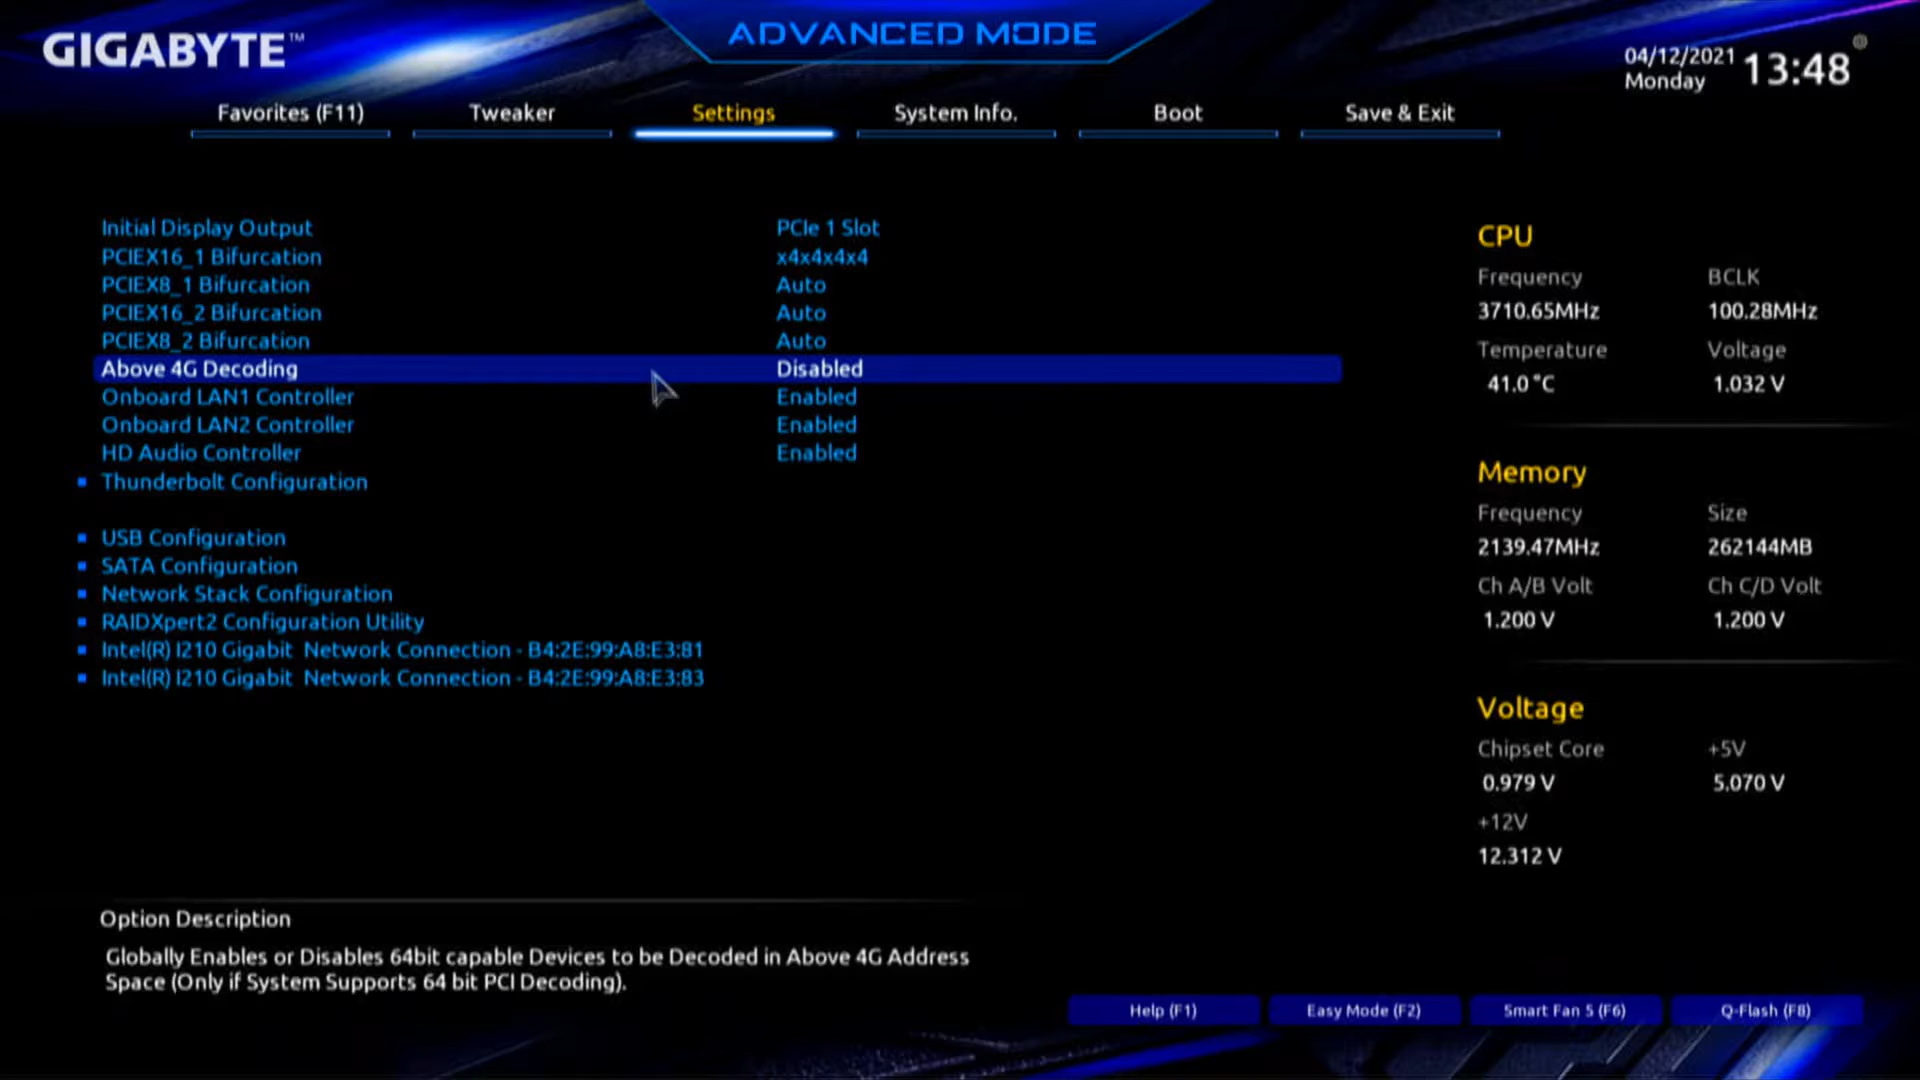 GIGABYTE™
ADVANCED MODE
04/12/2021
Monday
13:48
Favorites (F11)
Tweaker
Settings
System Info.
Boot
Save & Exit
Initial Display Output
PCIe 1 Slot
PCIEX16_1 Bifurcation
x4x4x4x4
PCIEX8_1 Bifurcation
Auto
PCIEX16_2 Bifurcation
Auto
PCIEX8_2 Bifurcation
Auto
Above 4G Decoding
Disabled
Onboard LAN1 Controller
Enabled
Onboard LAN2 Controller
Enabled
HD Audio Controller
Enabled
Thunderbolt Configuration
USB Configuration
SATA Configuration
Network Stack Configuration
RAIDXpert2 Configuration Utility
Intel(R) I210 Gigabit  Network Connection - B4:2E:99:A8:E3:81
Intel(R) I210 Gigabit  Network Connection - B4:2E:99:A8:E3:83
CPU
Frequency
BCLK
3710.65MHz
100.28MHz
Temperature
Voltage
41.0 °C
1.032 V
Memory
Frequency
Size
2139.47MHz
262144MB
Ch A/B Volt
Ch C/D Volt
1.200 V
1.200 V
Voltage
Chipset Core
+5V
0.979 V
5.070 V
+12V
12.312 V
Option Description
Globally Enables or Disables 64bit capable Devices to be Decoded in Above 4G Address
Space (Only if System Supports 64 bit PCI Decoding).
Help (F1)
Easy Mode (F2)
Smart Fan 5 (F6)
Q-Flash (F8)